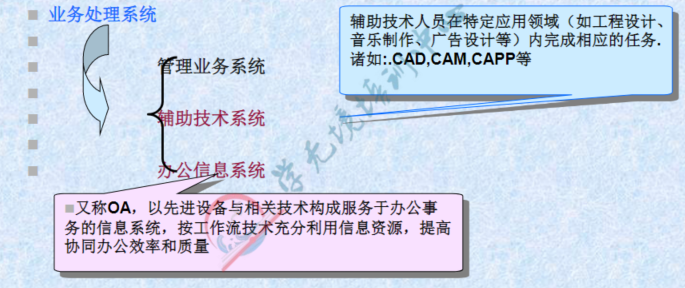 业务处理系统
管理业务系统
辅助技术系统
办公信息系统
辅助技术人员在特定应用领域（如工程设计、
音乐制作、广告设计等）内完成相应的任务.
诸如:.CAD,CAM,CAPP等
又称OA，以先进设备与相关技术构成服务于办公事
务的信息系统，按工作流技术充分利用信息资源，提高
协同办公效率和质量